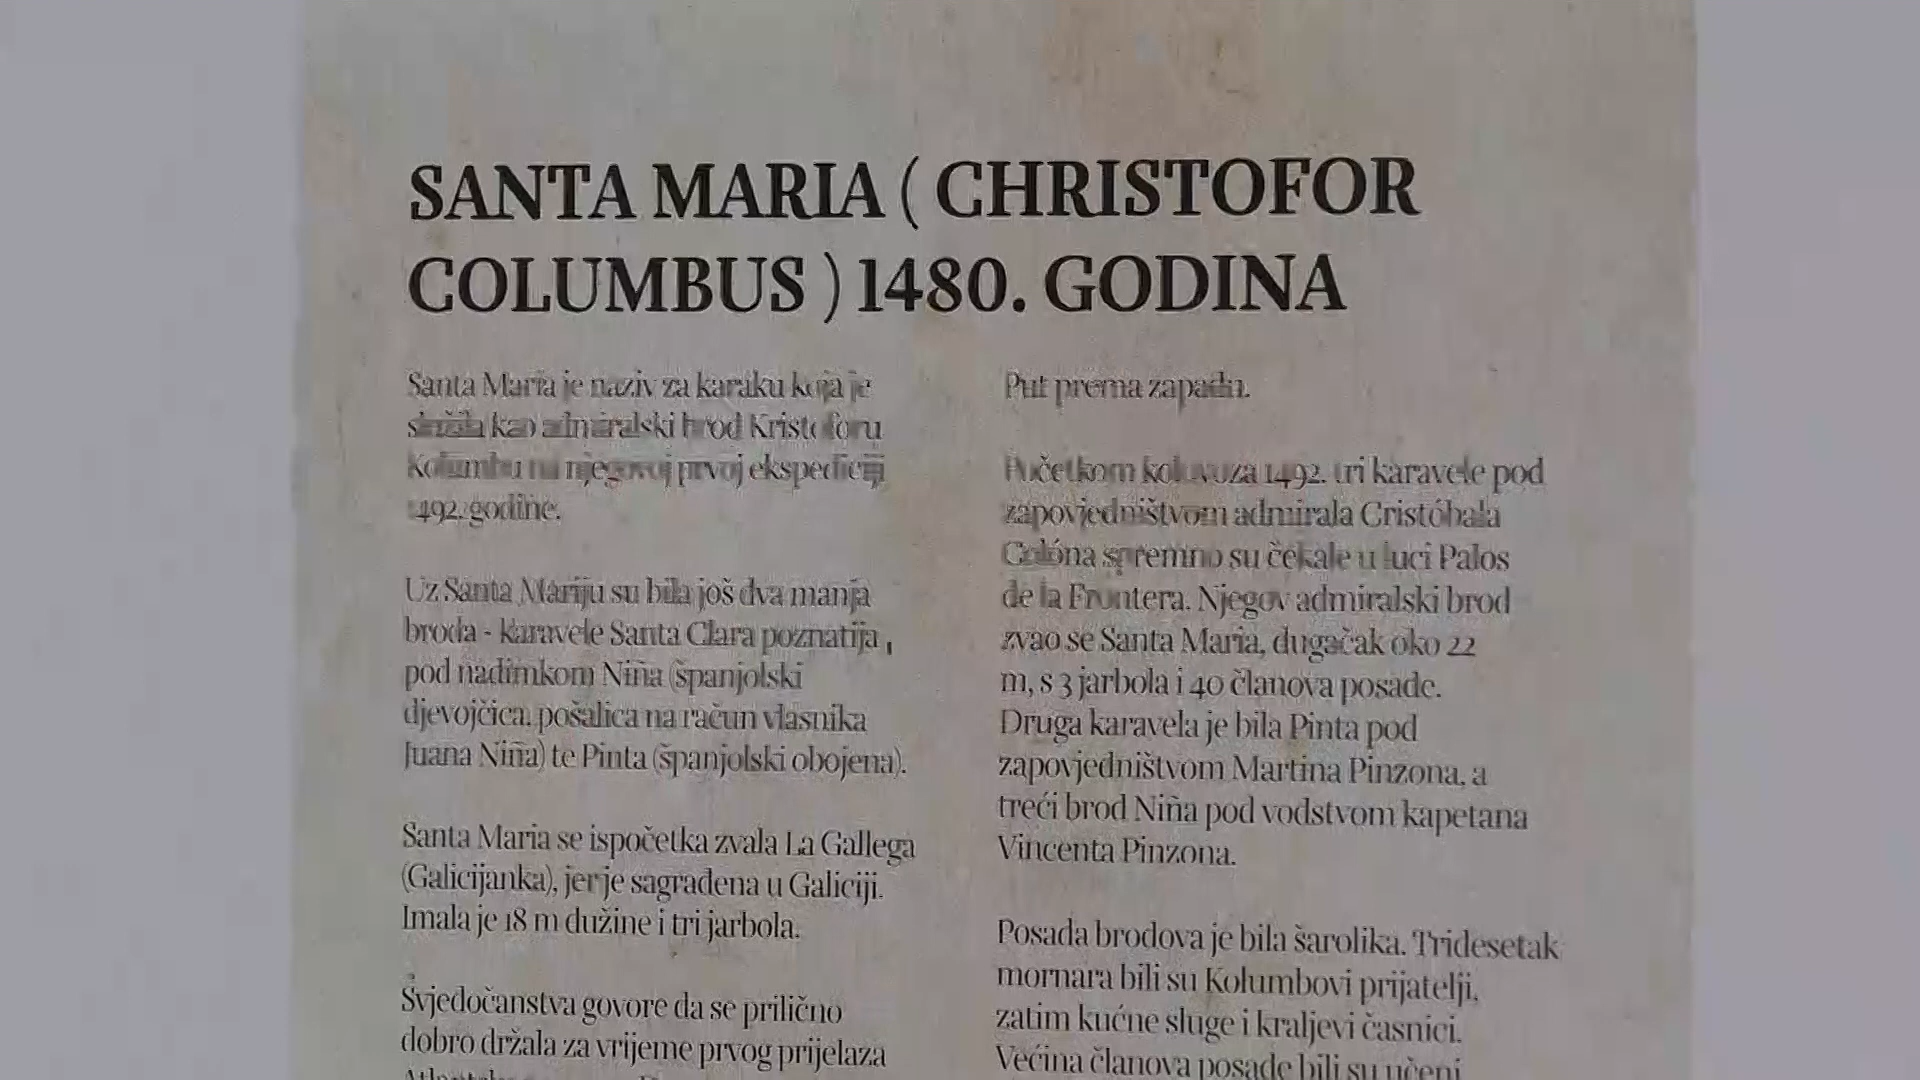 SANTA MARIA ( CHRISTOFOR
COLUMBUS ) 1480. GODINA
Santa Maria je naziv za karaku koja je
služila kao admiralski brod Kristoforu
Kolumbu na njegovoj prvoj ekspediciji
1492. godine.
Uz Santa Mariju su bila još dva manja
broda - karavele Santa Clara poznatija ,
pod nadimkom Niña (španjolski
djevojčica, pošalica na račun vlasnika
Juana Niña) te Pinta (španjolski obojena).
Santa Maria se ispočetka zvala La Gallega
(Galicijanka), jer je sagrađena u Galiciji.
Imala je 18 m dužine i tri jarbola.
Svjedočanstva govore da se prilično
dobro držala za vrijeme prvog prijelaza
Put prema zapadu.
Početkom kolovoza 1492. tri karavele pod
zapovjedništvom admirala Cristóbala
Colóna spremno su čekale u luci Palos
de la Frontera. Njegov admiralski brod
zvao se Santa Maria, dugačak oko 22
m, s 3 jarbola i 40 članova posade.
Druga karavela je bila Pinta pod
zapovjedništvom Martina Pinzona, a
treći brod Niña pod vodstvom kapetana
Vincenta Pinzona.
Posada brodova je bila šarolika. Tridesetak
mornara bili su Kolumbovi prijatelji,
zatim kućne sluge i kraljevi časnici.
Većina članova posade bili su učeni